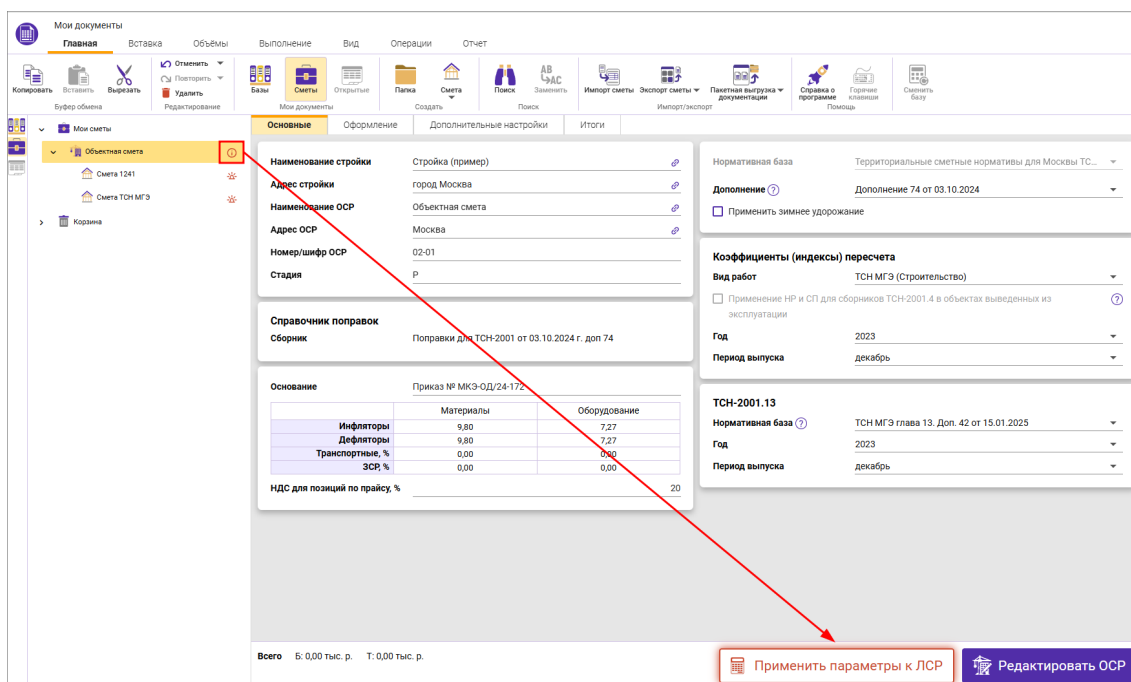 Мои документы
Главная Вставка Объёмы Выполнение Вид Операции Отчет
Копировать Вставить Вырезать Отменить Повторить Удалить Базы Сметы Открытые Папка Смета Поиск AB AC Заменить Импорт сметы Экспорт сметы Пакетная выгрузка документации Справка о программе Горячие клавиши Сменить базу
Буфер обмена Редактирование Мои документы Создать Поиск Импорт/экспорт Помощь
Мои сметы
Объектная смета
Смета 1241
Смета ТСН МГЭ
Корзина
Основные Оформление Дополнительные настройки Итоги
Наименование стройки Стройка (пример)
Адрес стройки город Москва
Наименование ОСР Объектная смета
Адрес ОСР Москва
Номер/шифр ОСР 02-01
Стадия Р
Справочник поправок
Сборник Поправки для ТСН-2001 от 03.10.2024 г. доп 74
Основание Приказ № МКЭ-ОД/24-172
Материалы Оборудование
Инфляторы 9,80 7,27
Дефляторы 9,80 7,27
Транспортные, % 0,00 0,00
ЗСР, % 0,00 0,00
НДС для позиций по прайсу, % 20
Нормативная база Территориальные сметные нормативы для Москвы ТС...
Дополнение ? Дополнение 74 от 03.10.2024
Применить зимнее удорожание
Коэффициенты (индексы) пересчета
Вид работ ТСН МГЭ (Строительство)
Применение НР и СП для сборников ТСН-2001.4 в объектах выведенных из ?
эксплуатации
Год 2023
Период выпуска декабрь
ТСН-2001.13
Нормативная база ? ТСН МГЭ глава 13. Доп. 42 от 15.01.2025
Год 2023
Период выпуска декабрь
Всего Б: 0,00 тыс. р. Т: 0,00 тыс. р.
Применить параметры к ЛСР Редактировать ОСР